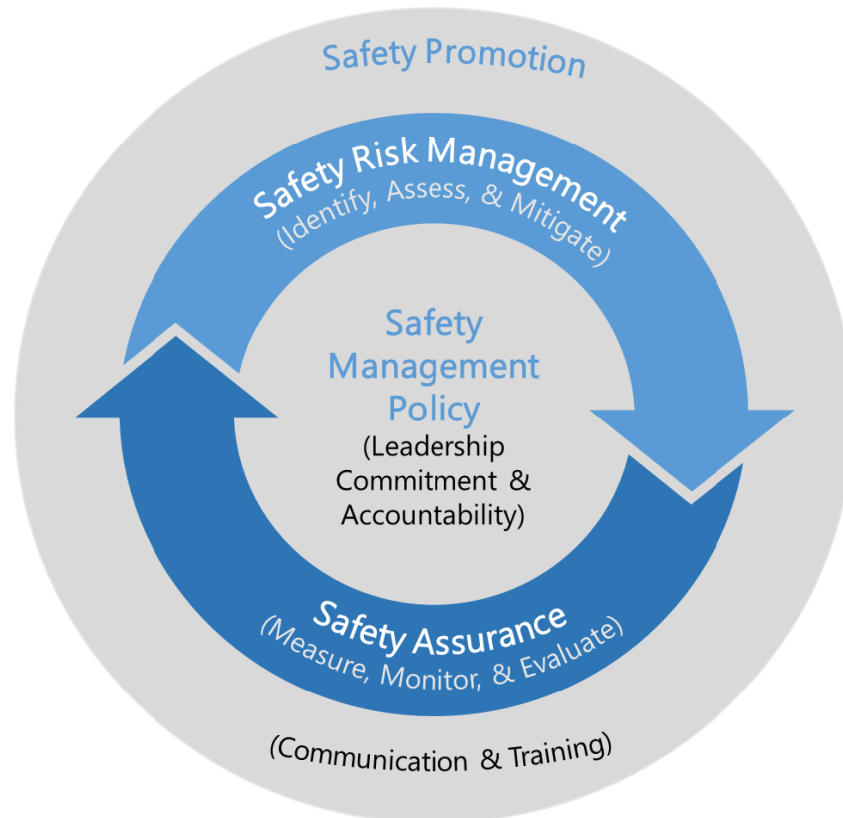 Safety Promotion
Safety Risk Management
(Identify, Assess, & Mitigate)
Safety
Management
Policy
(Leadership
Commitment &
Accountability)
Safety Assurance
(Measure, Monitor, & Evaluate)
(Communication & Training)